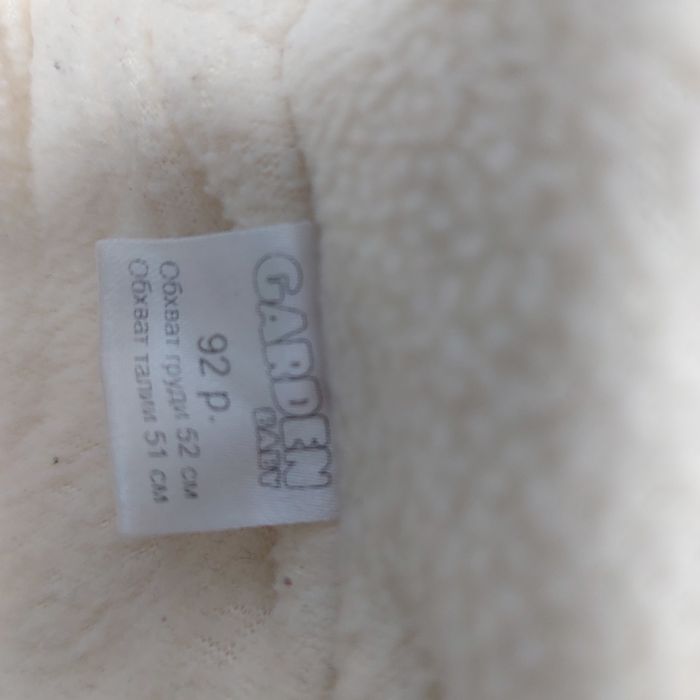 GARDEN
BABY
92 р.
Обхват груди 52 см
Обхват талии 51 см